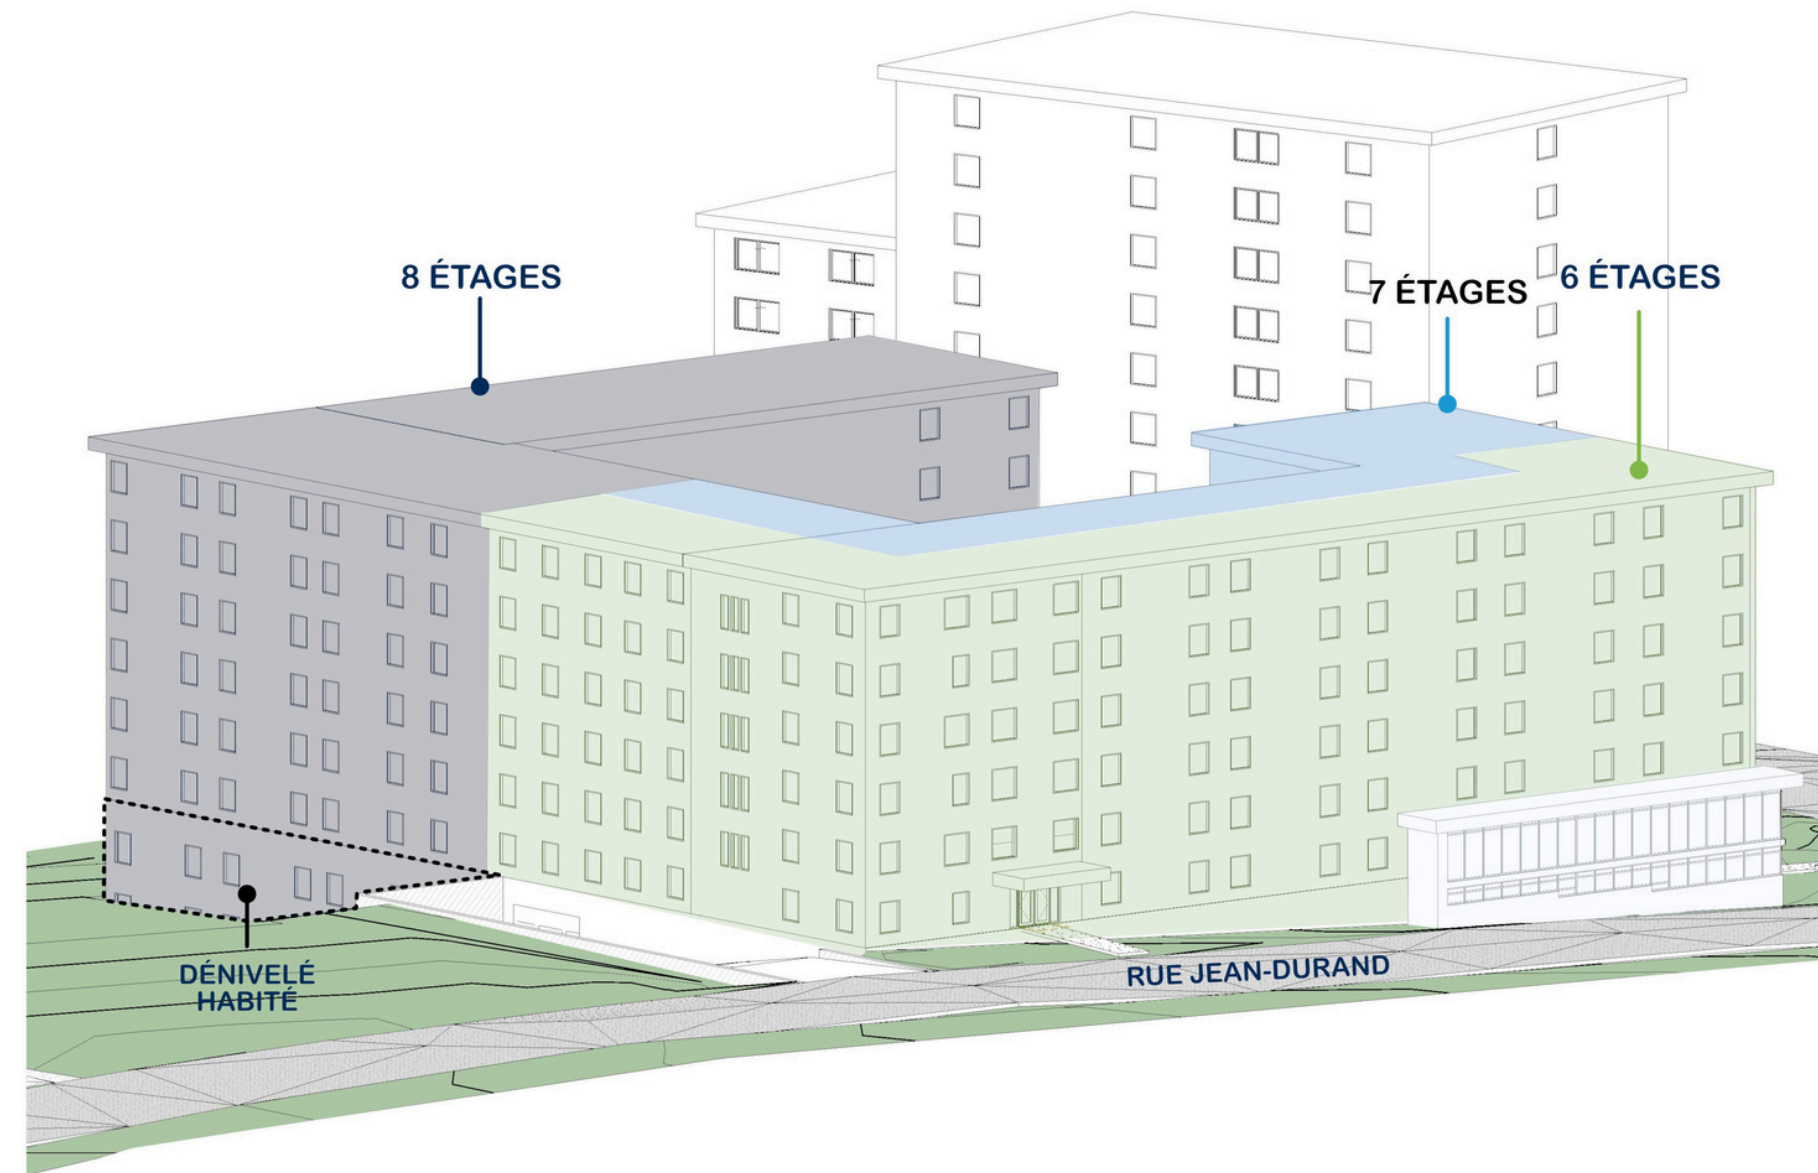 8 ÉTAGES
7 ÉTAGES
6 ÉTAGES
DÉNIVELÉ
HABITÉ
RUE JEAN-DURAND